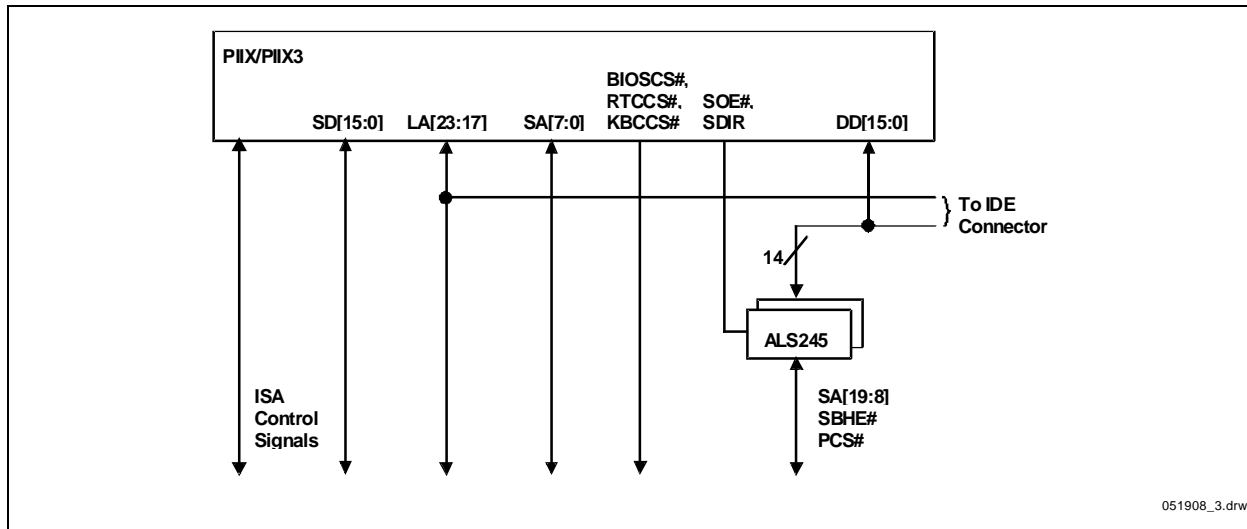 PIIX/PIIX3
BIOSCS#,
RTCCS#,
KBCCS#
SOE#,
SDIR
SD[15:0]
LA[23:17]
SA[7:0]
DD[15:0]
To IDE
Connector
14
ALS245
ISA
Control
Signals
SA[19:8]
SBHE#
PCS#
051908_3.drw